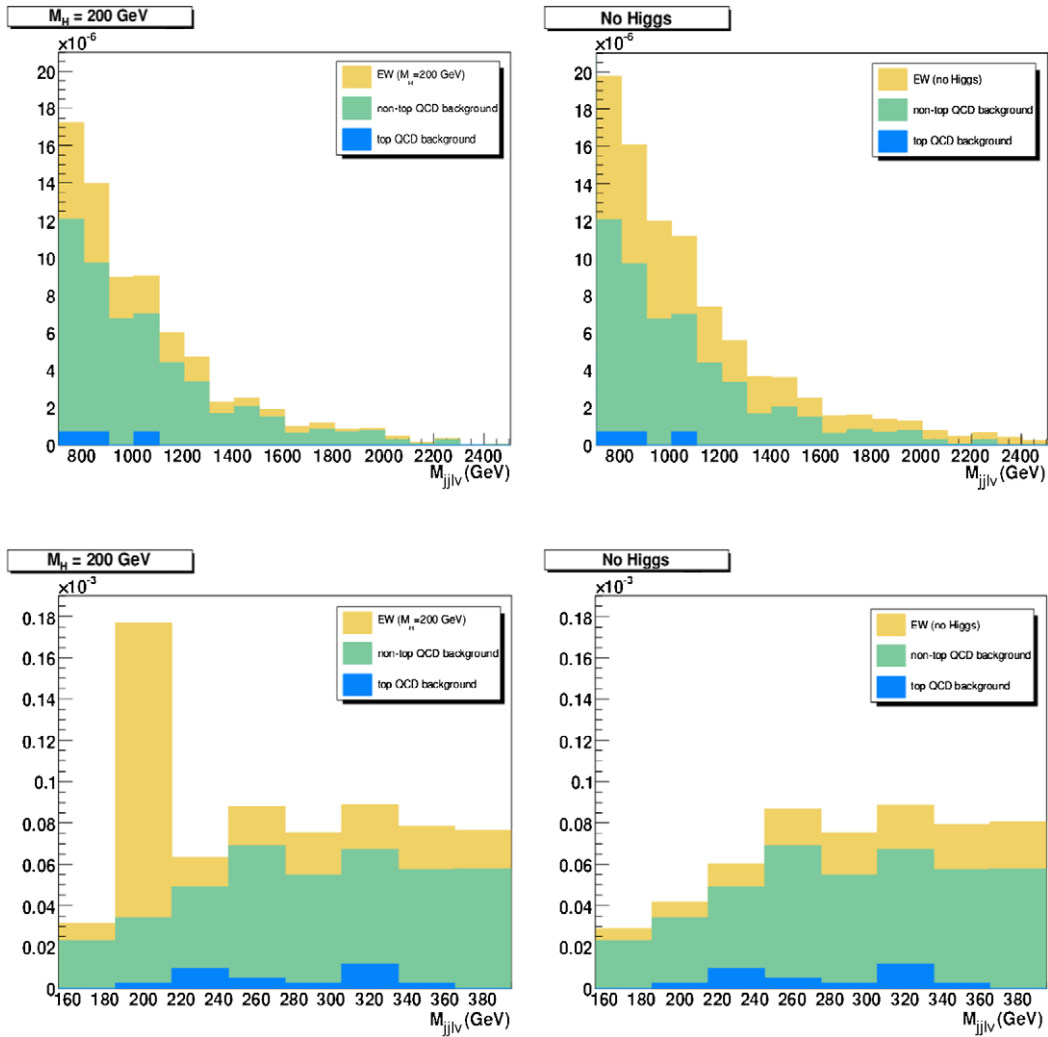 M_H = 200 GeV
×10^-6
EW (M_H=200 GeV)
non-top QCD background
top QCD background
20
18
16
14
12
10
8
6
4
2
0
800 1000 1200 1400 1600 1800 2000 2200 2400
M_jjlν (GeV)
No Higgs
×10^-6
EW (no Higgs)
non-top QCD background
top QCD background
20
18
16
14
12
10
8
6
4
2
0
800 1000 1200 1400 1600 1800 2000 2200 2400
M_jjlν (GeV)
M_H = 200 GeV
×10^-3
EW (M_H=200 GeV)
non-top QCD background
top QCD background
0.18
0.16
0.14
0.12
0.1
0.08
0.06
0.04
0.02
0
160 180 200 220 240 260 280 300 320 340 360 380
M_jjlν (GeV)
No Higgs
×10^-3
EW (no Higgs)
non-top QCD background
top QCD background
0.18
0.16
0.14
0.12
0.1
0.08
0.06
0.04
0.02
0
160 180 200 220 240 260 280 300 320 340 360 380
M_jjlν (GeV)